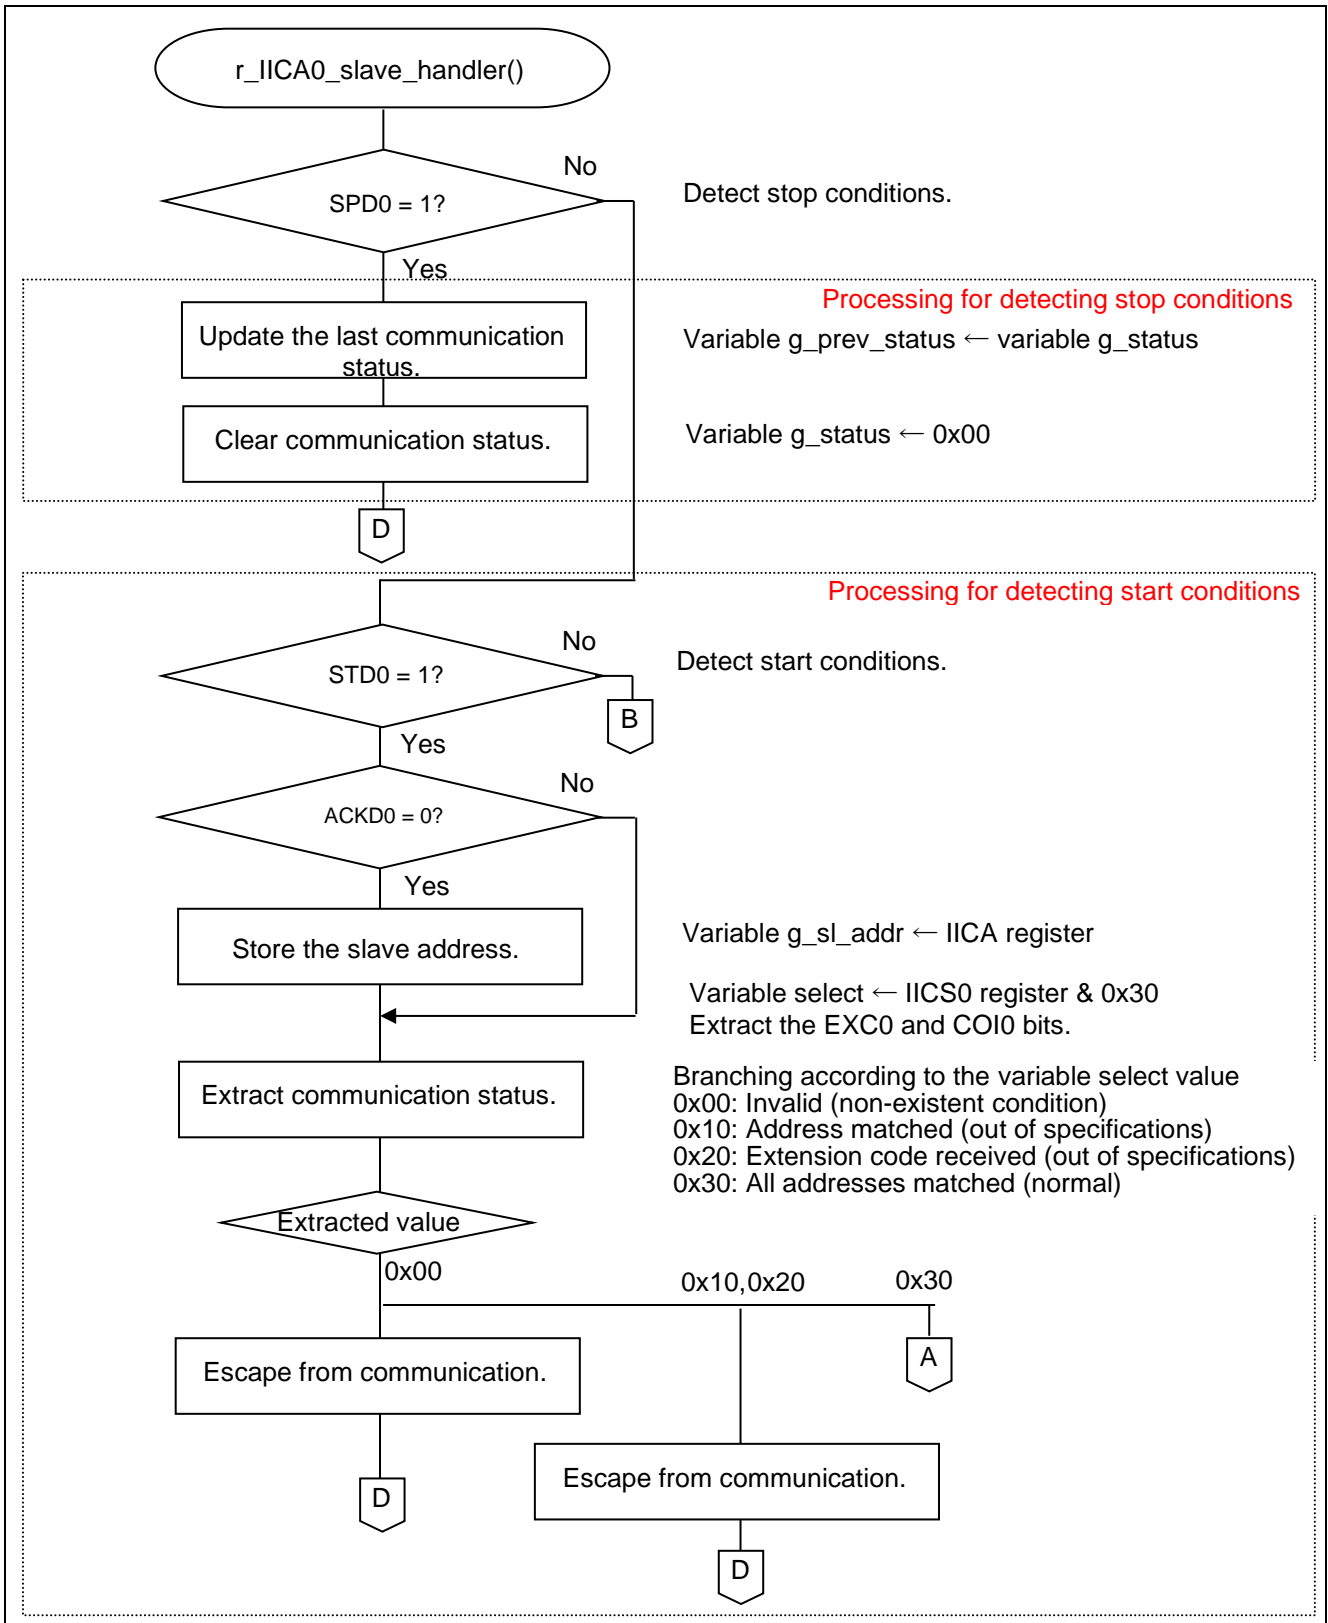 r_IICA0_slave_handler()
No
SPD0 = 1?
Detect stop conditions.
Yes
Processing for detecting stop conditions
Update the last communication
status.
Variable g_prev_status ← variable g_status
Clear communication status.
Variable g_status ← 0x00
D
Processing for detecting start conditions
No
STD0 = 1?
Detect start conditions.
B
Yes
No
ACKD0 = 0?
Yes
Store the slave address.
Variable g_sl_addr ← IICA register
Variable select ← IICS0 register & 0x30
Extract the EXC0 and COI0 bits.
Extract communication status.
Branching according to the variable select value
0x00: Invalid (non-existent condition)
0x10: Address matched (out of specifications)
0x20: Extension code received (out of specifications)
0x30: All addresses matched (normal)
Extracted value
0x00
0x10,0x20
0x30
Escape from communication.
A
Escape from communication.
D
D